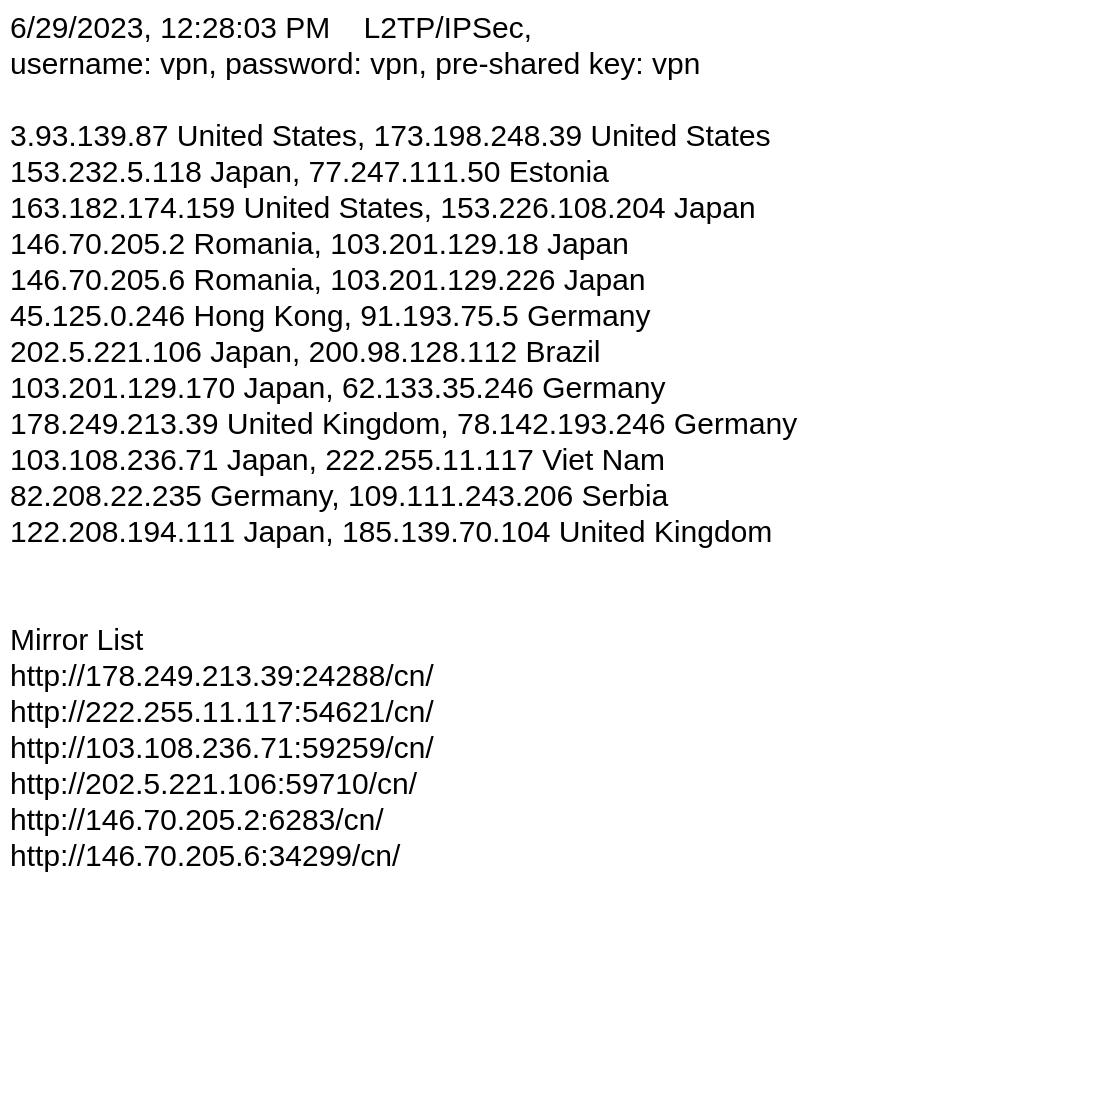 6/29/2023, 12:28:03 PM    L2TP/IPSec,
username: vpn, password: vpn, pre-shared key: vpn
3.93.139.87 United States, 173.198.248.39 United States
153.232.5.118 Japan, 77.247.111.50 Estonia
163.182.174.159 United States, 153.226.108.204 Japan
146.70.205.2 Romania, 103.201.129.18 Japan
146.70.205.6 Romania, 103.201.129.226 Japan
45.125.0.246 Hong Kong, 91.193.75.5 Germany
202.5.221.106 Japan, 200.98.128.112 Brazil
103.201.129.170 Japan, 62.133.35.246 Germany
178.249.213.39 United Kingdom, 78.142.193.246 Germany
103.108.236.71 Japan, 222.255.11.117 Viet Nam
82.208.22.235 Germany, 109.111.243.206 Serbia
122.208.194.111 Japan, 185.139.70.104 United Kingdom
Mirror List
http://178.249.213.39:24288/cn/
http://222.255.11.117:54621/cn/
http://103.108.236.71:59259/cn/
http://202.5.221.106:59710/cn/
http://146.70.205.2:6283/cn/
http://146.70.205.6:34299/cn/